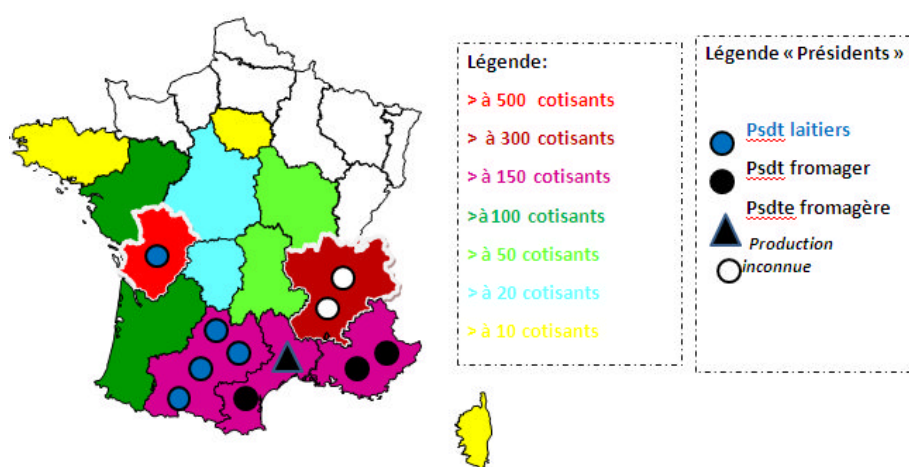 Légende:
> à 500 cotisants
> à 300 cotisants
> à 150 cotisants
>à100 cotisants
> à 50 cotisants
> à 20 cotisants
> à 10 cotisants
Légende « Présidents »
Psdt laitiers
Psdt fromager
Psdte fromagère
Production
inconnue